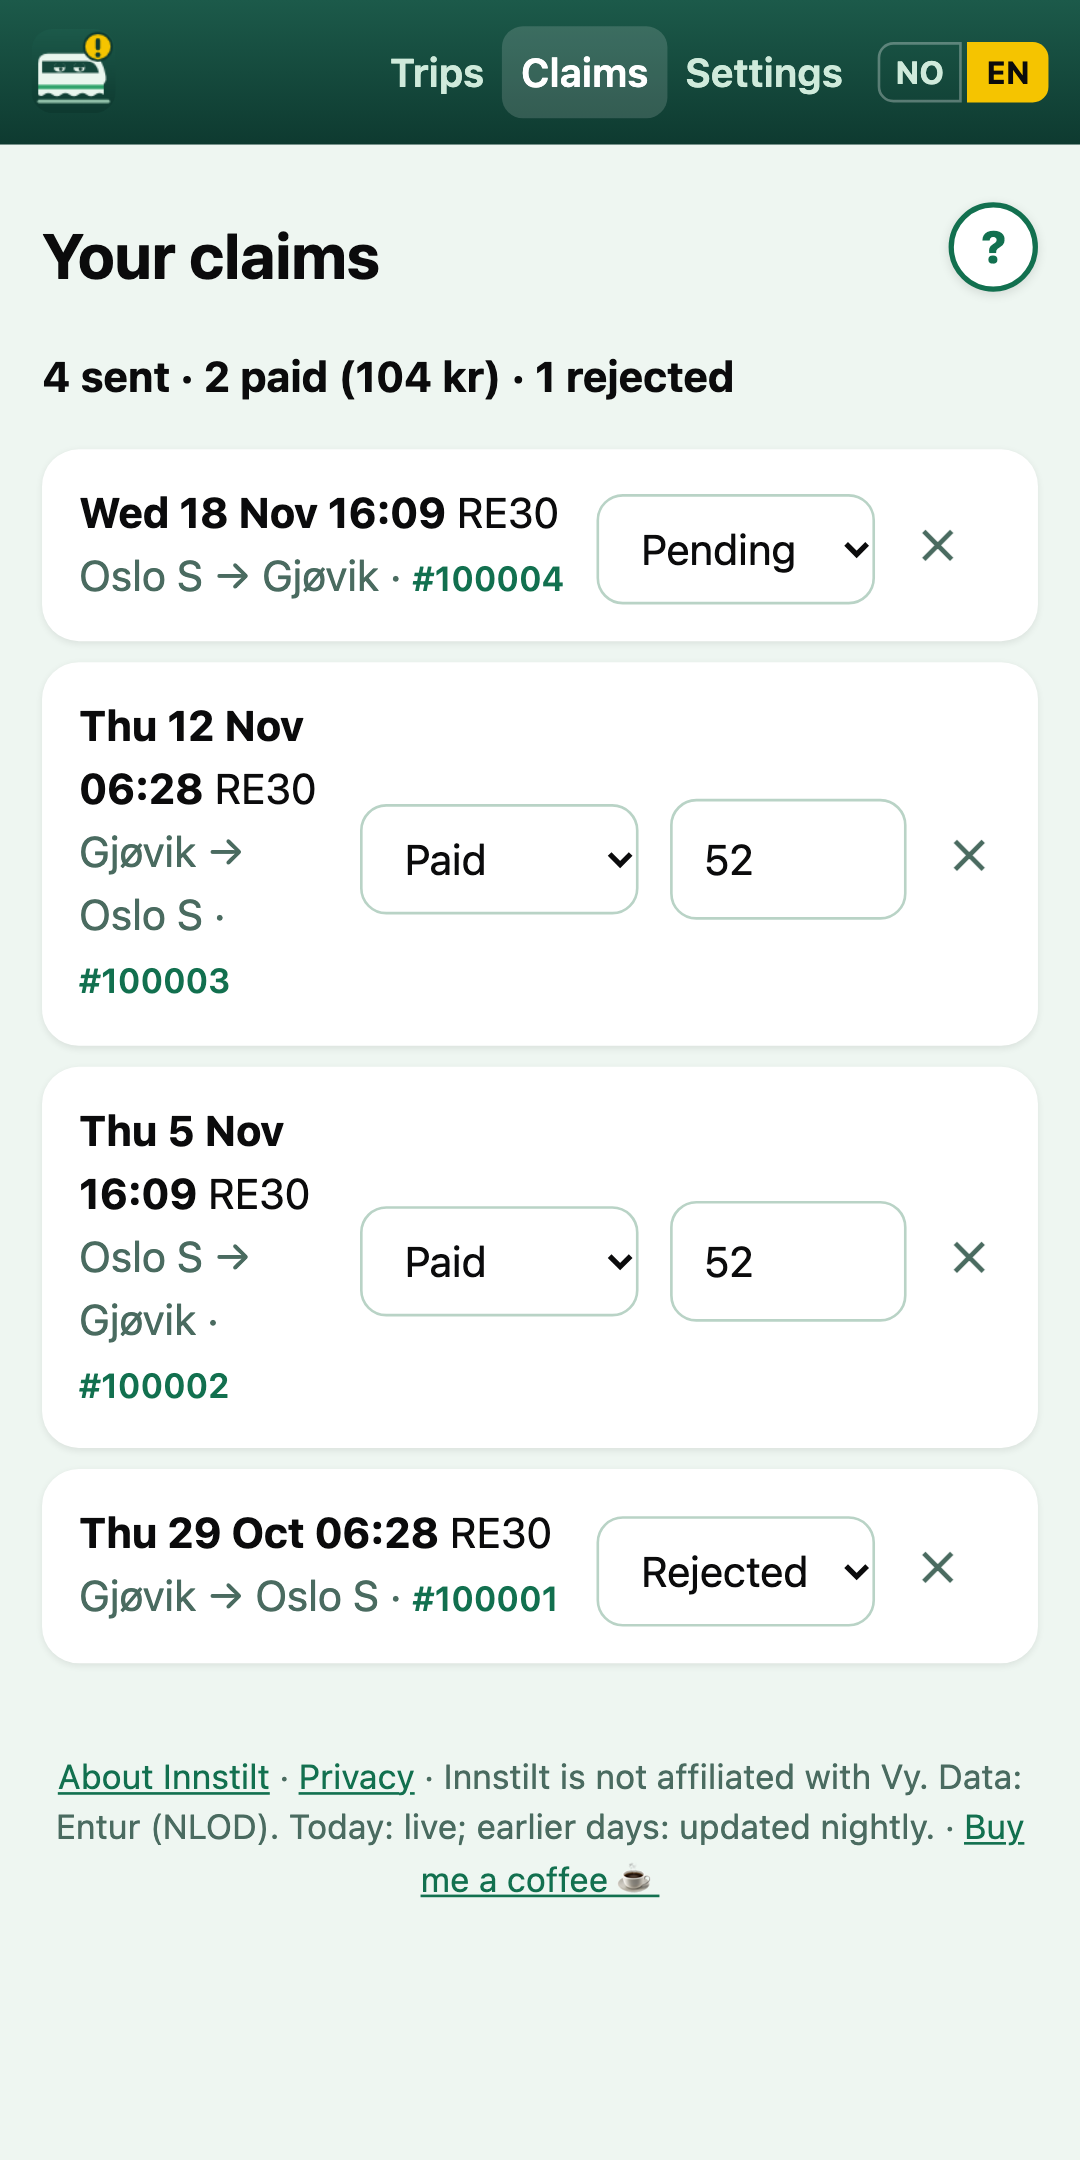 Trips Claims Settings NO EN
Your claims ?
4 sent · 2 paid (104 kr) · 1 rejected
Wed 18 Nov 16:09 RE30
Oslo S → Gjøvik · #100004
Pending ×
Thu 12 Nov
06:28 RE30
Gjøvik →
Oslo S ·
#100003
Paid 52 ×
Thu 5 Nov
16:09 RE30
Oslo S →
Gjøvik ·
#100002
Paid 52 ×
Thu 29 Oct 06:28 RE30
Gjøvik → Oslo S · #100001
Rejected ×
About Innstilt · Privacy · Innstilt is not affiliated with Vy. Data:
Entur (NLOD). Today: live; earlier days: updated nightly. · Buy
me a coffee ☕